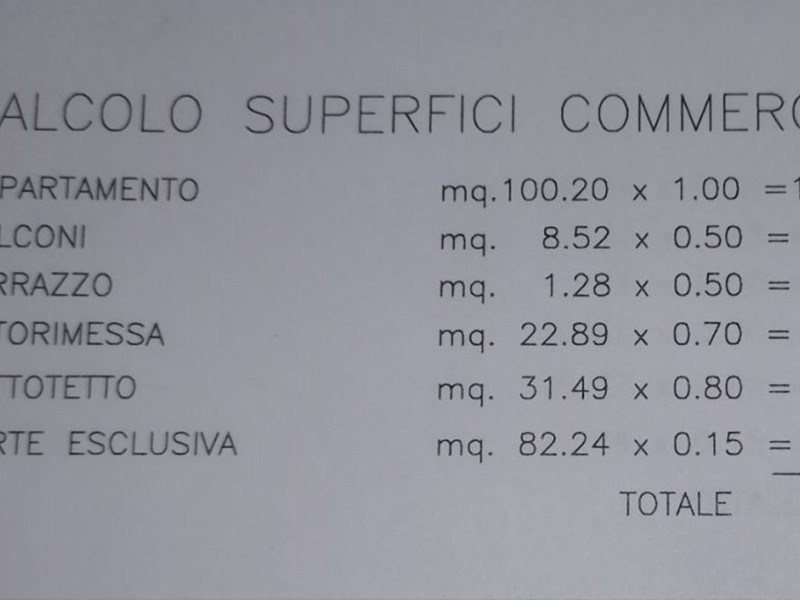 ALCOLO SUPERFICI COMMERC
PARTAMENTO mq.100.20 x 1.00 =1
LCONI mq. 8.52 x 0.50 =
RRAZZO mq. 1.28 x 0.50 =
TORIMESSA mq. 22.89 x 0.70 =
TTOTETTO mq. 31.49 x 0.80 =
RTE ESCLUSIVA mq. 82.24 x 0.15 =
TOTALE